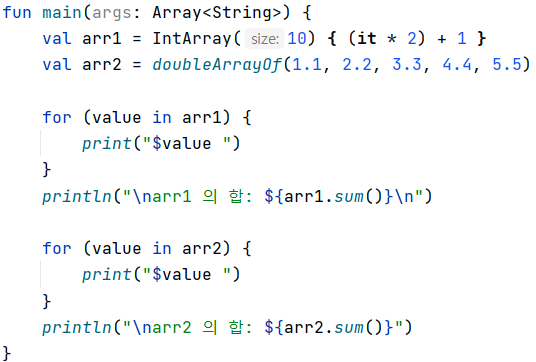 fun main(args: Array<String>) {
    val arr1 = IntArray( size: 10) { (it * 2) + 1 }
    val arr2 = doubleArrayOf(1.1, 2.2, 3.3, 4.4, 5.5)

    for (value in arr1) {
        print("$value ")
    }
    println("\narr1 의 합: ${arr1.sum()}\n")

    for (value in arr2) {
        print("$value ")
    }
    println("\narr2 의 합: ${arr2.sum()}")
}